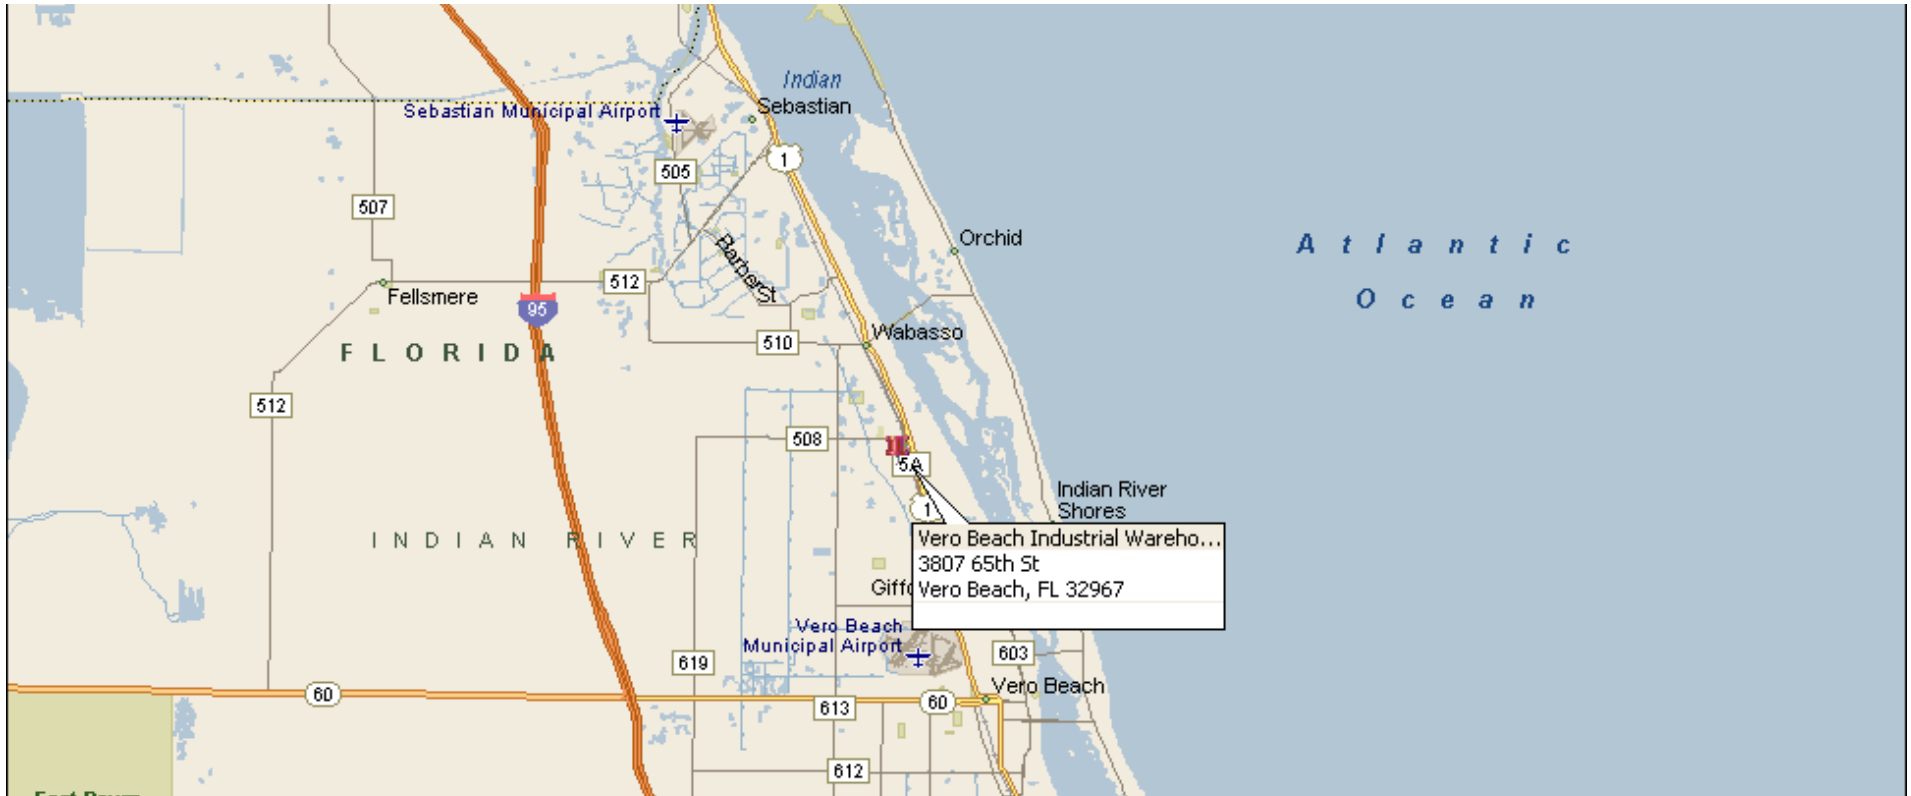 Indian
Sebastian Municipal Airport
Sebastian
1
505
507
Orchid
Atlantic
Ocean
Barber St
512
Fellsmere
95
Wabasso
510
FLORIDA
512
508
5A
Indian River
Shores
1
INDIAN RIVER
Vero Beach Industrial Wareho...
3807 65th St
Vero Beach, FL 32967
Vero Beach
Municipal Airport
603
619
60
Vero Beach
60
613
612